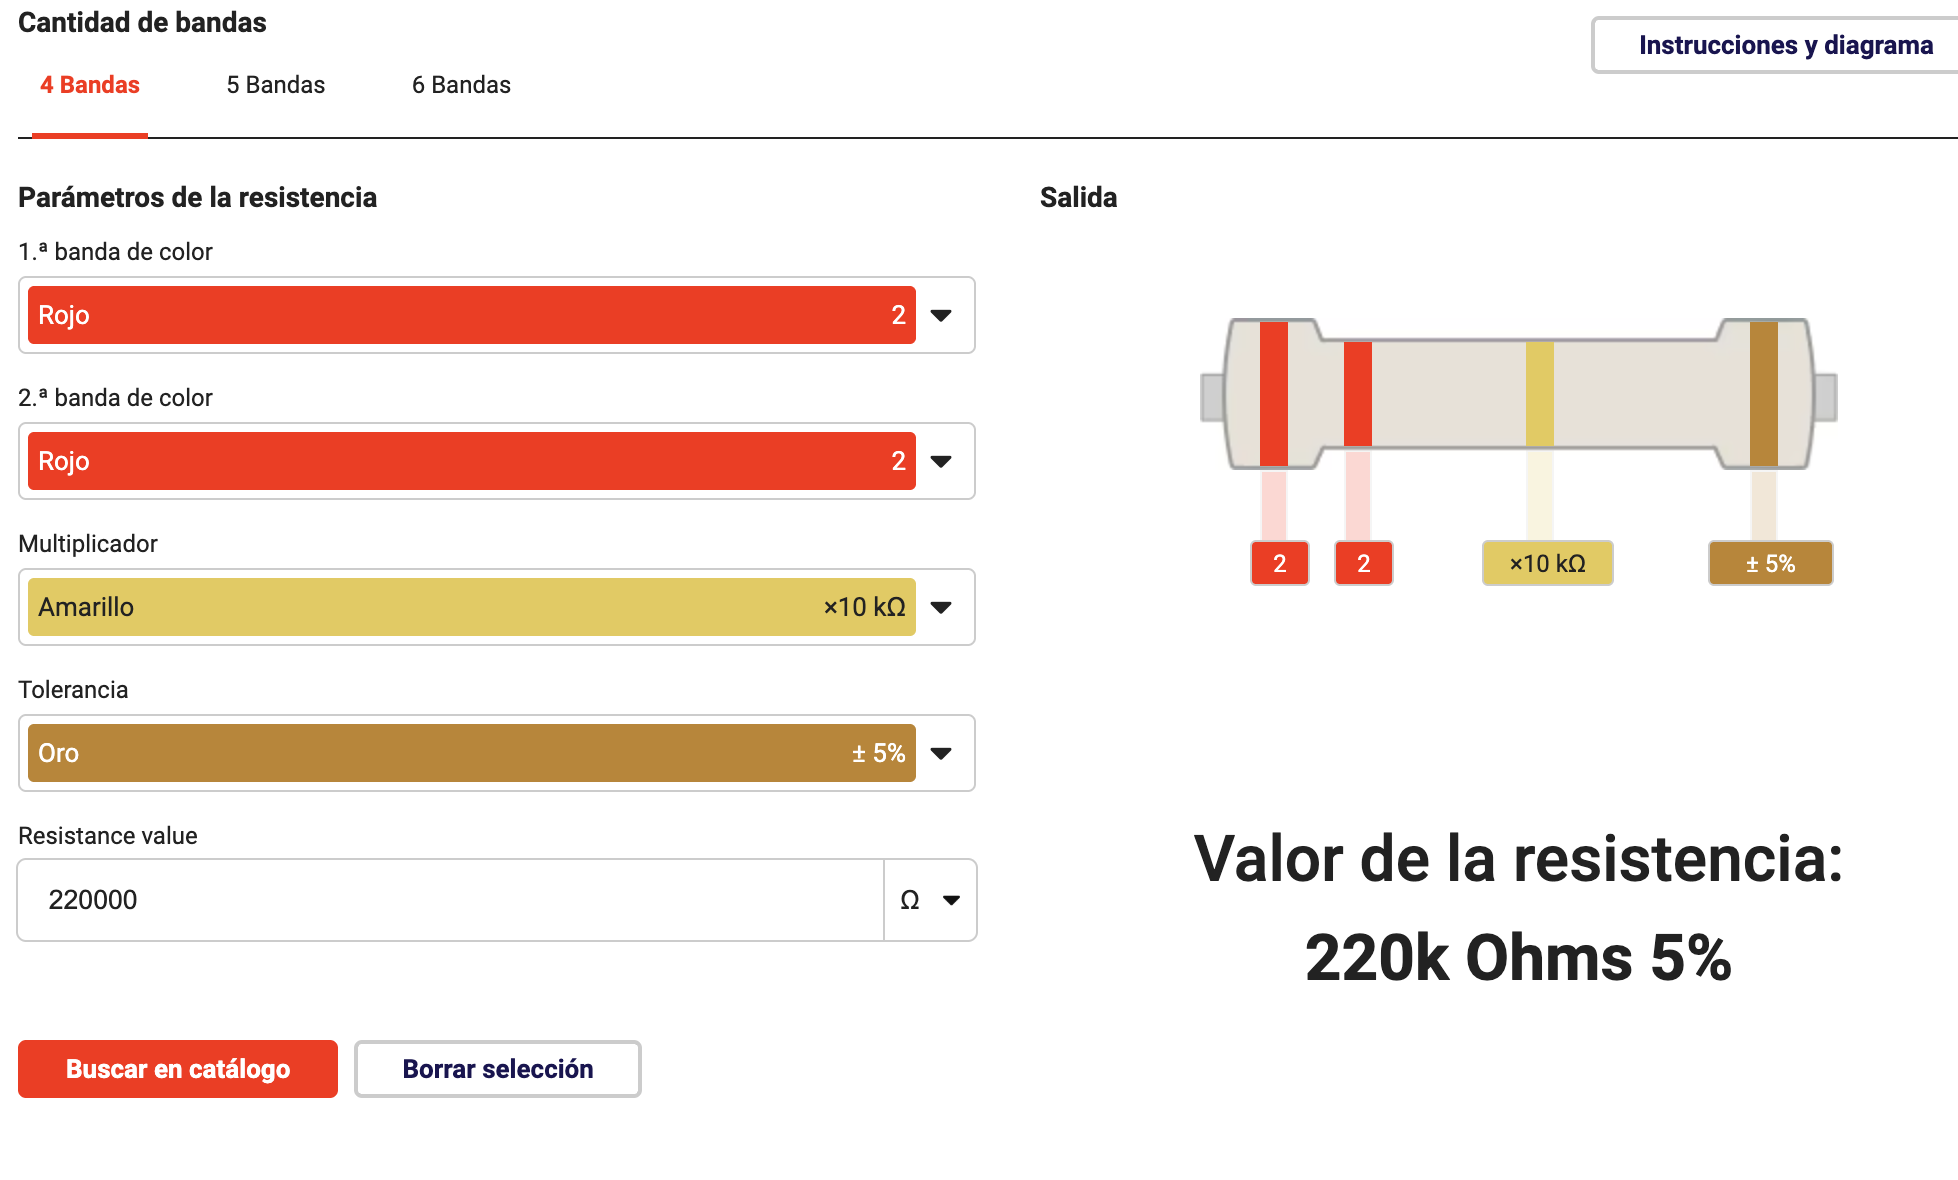 Cantidad de bandas
Instrucciones y diagrama
4 Bandas 5 Bandas 6 Bandas
Parámetros de la resistencia
1.ª banda de color
Rojo 2
2.ª banda de color
Rojo 2
Multiplicador
Amarillo ×10 kΩ
Tolerancia
Oro ± 5%
Resistance value
220000 Ω
Buscar en catálogo Borrar selección
Salida
2 2 ×10 kΩ ± 5%
Valor de la resistencia:
220k Ohms 5%